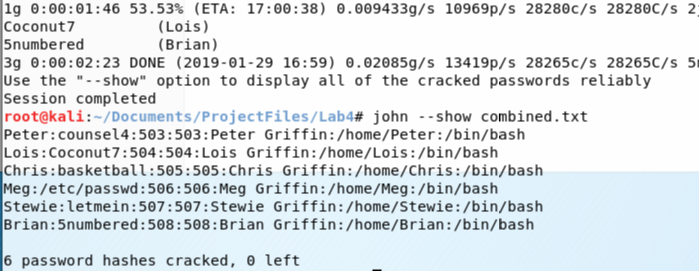 1g 0:00:01:46 53.53% (ETA: 17:00:38) 0.009433g/s 10969p/s 28280c/s 28280C/s
Coconut7 (Lois)
5numbered (Brian)
3g 0:00:02:23 DONE (2019-01-29 16:59) 0.02085g/s 13419p/s 28265c/s 28265C/s
Use the "--show" option to display all of the cracked passwords reliably
Session completed
root@kali:~/Documents/ProjectFiles/Lab4# john --show combined.txt
Peter:counsel4:503:503:Peter Griffin:/home/Peter:/bin/bash
Lois:Coconut7:504:504:Lois Griffin:/home/Lois:/bin/bash
Chris:basketball:505:505:Chris Griffin:/home/Chris:/bin/bash
Meg:/etc/passwd:506:506:Meg Griffin:/home/Meg:/bin/bash
Stewie:letmein:507:507:Stewie Griffin:/home/Stewie:/bin/bash
Brian:5numbered:508:508:Brian Griffin:/home/Brian:/bin/bash
6 password hashes cracked, 0 left